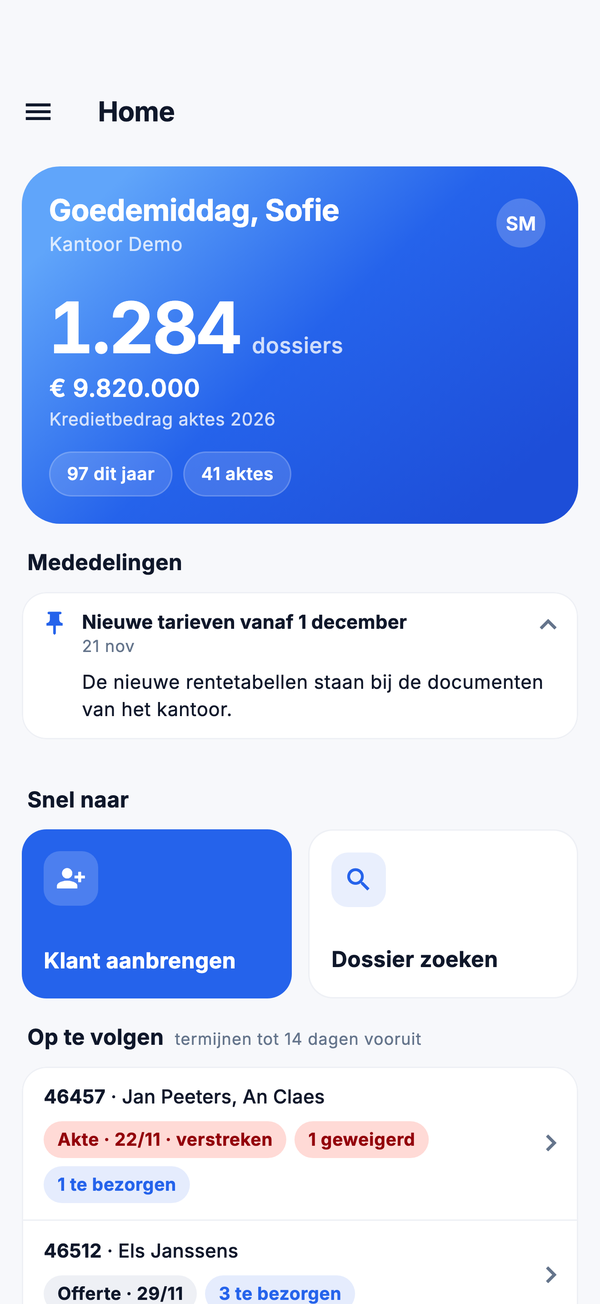 Home
Goedemiddag, Sofie
SM
Kantoor Demo
1.284 dossiers
€ 9.820.000
Kredietbedrag aktes 2026
97 dit jaar
41 aktes
Mededelingen
Nieuwe tarieven vanaf 1 december
21 nov
De nieuwe rentetabellen staan bij de documenten
van het kantoor.
Snel naar
Klant aanbrengen
Dossier zoeken
Op te volgen termijnen tot 14 dagen vooruit
46457 · Jan Peeters, An Claes
Akte · 22/11 · verstreken
1 geweigerd
1 te bezorgen
46512 · Els Janssens
Offerte · 29/11
3 te bezorgen